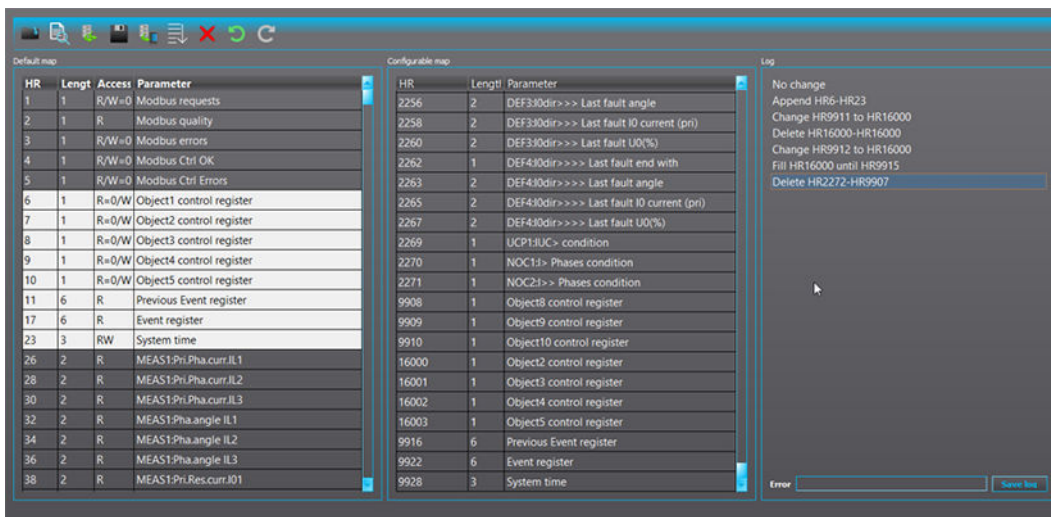 Default map
HR Lengt Access Parameter
1 1 R/W=0 Modbus requests
2 1 R Modbus quality
3 1 R/W=0 Modbus errors
4 1 R/W=0 Modbus Ctrl OK
5 1 R/W=0 Modbus Ctrl Errors
6 1 R=0/W Object1 control register
7 1 R=0/W Object2 control register
8 1 R=0/W Object3 control register
9 1 R=0/W Object4 control register
10 1 R=0/W Object5 control register
11 6 R Previous Event register
17 6 R Event register
23 3 RW System time
26 2 R MEAS1:Pri.Pha.curr.IL1
28 2 R MEAS1:Pri.Pha.curr.IL2
30 2 R MEAS1:Pri.Pha.curr.IL3
32 2 R MEAS1:Pha.angle IL1
34 2 R MEAS1:Pha.angle IL2
36 2 R MEAS1:Pha.angle IL3
38 2 R MEAS1:Pri.Res.curr.I01
Configurable map
HR Lengtl Parameter
2256 2 DEF3:I0dir>>> Last fault angle
2258 2 DEF3:I0dir>>> Last fault I0 current (pri)
2260 2 DEF3:I0dir>>> Last fault U0(%)
2262 1 DEF4:I0dir>>>> Last fault end with
2263 2 DEF4:I0dir>>>> Last fault angle
2265 2 DEF4:I0dir>>>> Last fault I0 current (pri)
2267 2 DEF4:I0dir>>>> Last fault U0(%)
2269 1 UCP1:IUC> condition
2270 1 NOC1:I> Phases condition
2271 1 NOC2:I>> Phases condition
9908 1 Object8 control register
9909 1 Object9 control register
9910 1 Object10 control register
16000 1 Object2 control register
16001 1 Object3 control register
16002 1 Object4 control register
16003 1 Object5 control register
9916 6 Previous Event register
9922 6 Event register
9928 3 System time
Log
No change
Append HR6-HR23
Change HR9911 to HR16000
Delete HR16000-HR16000
Change HR9912 to HR16000
Fill HR16000 until HR9915
Delete HR2272-HR9907
Error Save log